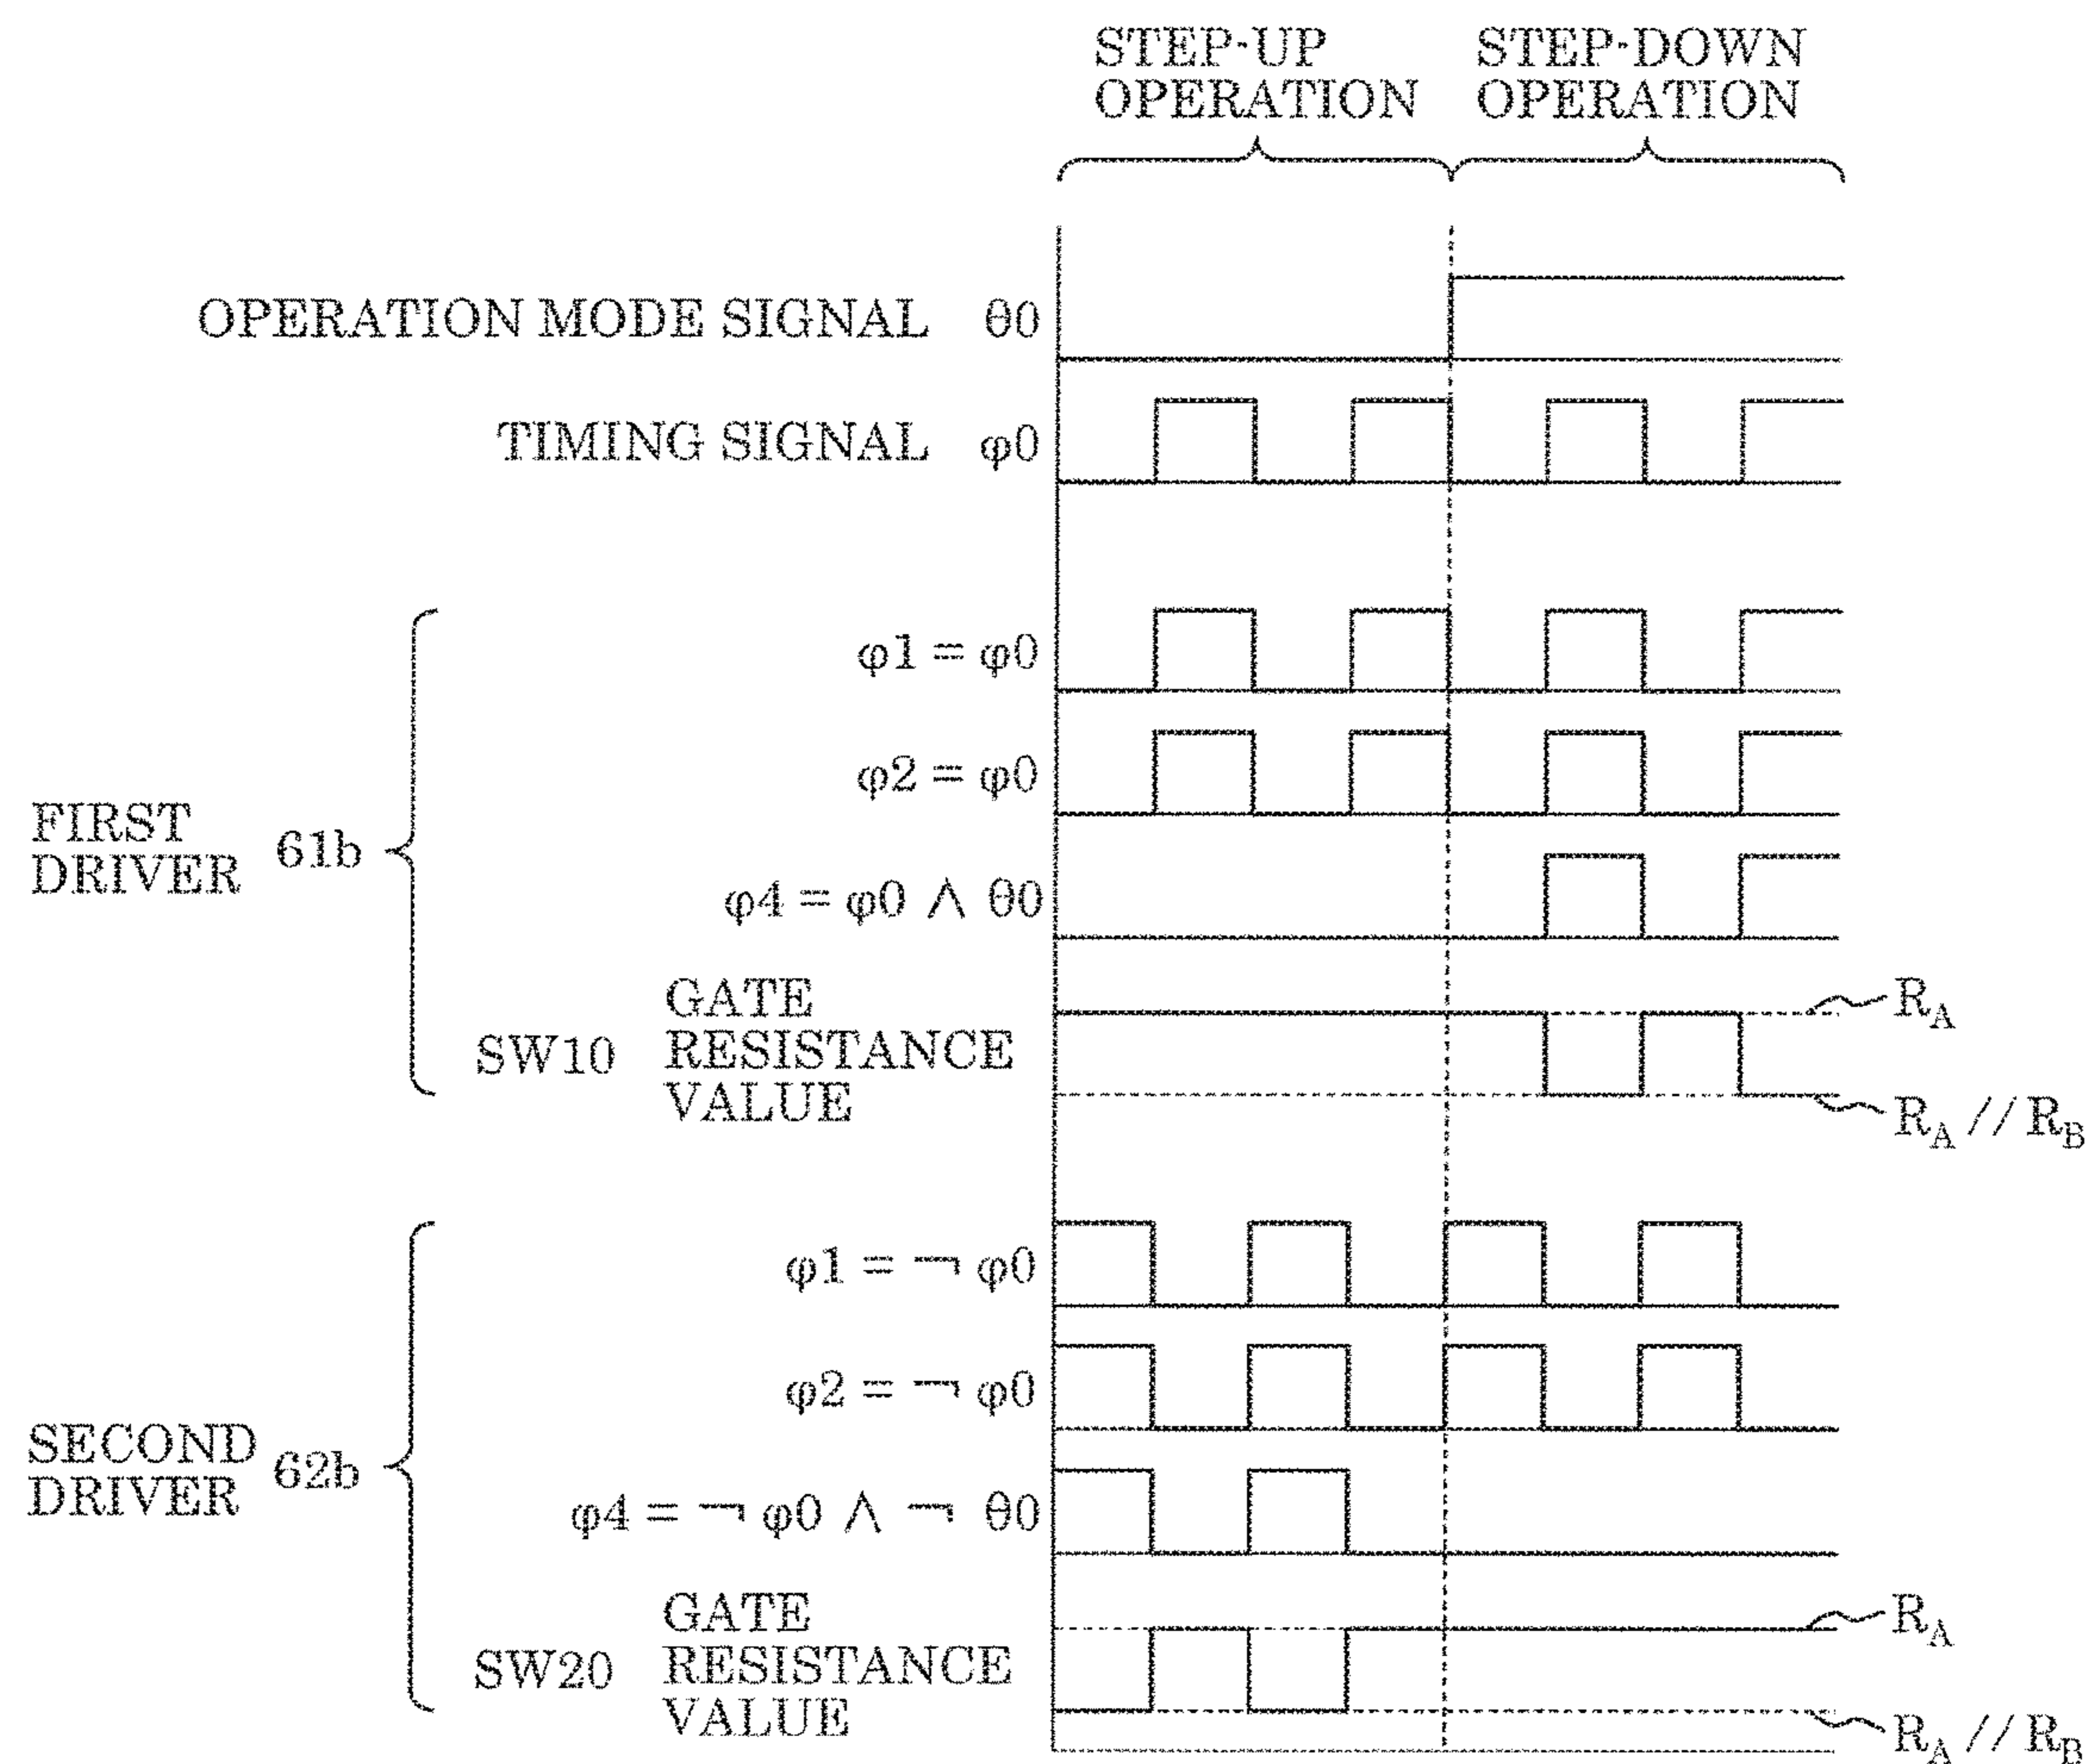 STEP-UP
OPERATION
STEP-DOWN
OPERATION
OPERATION MODE SIGNAL θ0
TIMING SIGNAL φ0
FIRST
DRIVER 61b
φ1 = φ0
φ2 = φ0
φ4 = φ0 ∧ θ0
SW10
GATE
RESISTANCE
VALUE
R_A
R_A // R_B
SECOND
DRIVER 62b
φ1 = ¬ φ0
φ2 = ¬ φ0
φ4 = ¬ φ0 ∧ ¬ θ0
SW20
GATE
RESISTANCE
VALUE
R_A
R_A // R_B